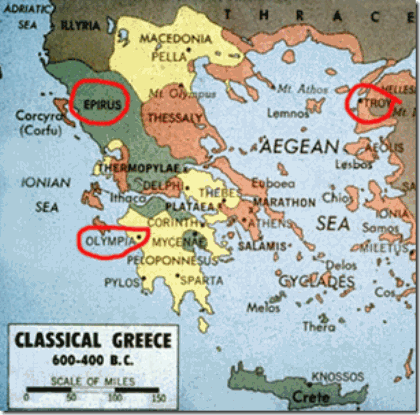 ADRIATIC
SEA
ILLYRIA
THRACE
MACEDONIA
PELLA
EPIRUS
Mt. Olympus
Mt. Athos
HELLES
TROY
Mt. I
Corcyra
(Corfu)
THESSALY
Lemnos
AEGEAN
AEOLIS
Lesbos
THERMOPYLAE
IONIAN
SEA
DELPHI
THEBES
Euboea
Ithaca
PLATAEA
MARATHON
Chios
IONIA
CORINTH
ATHENS
SEA
Samos
OLYMPIA
MYCENAE
SALAMIS
MILETUS
PELOPONNESUS
Delos
PYLOS
SPARTA
CYCLADES
Cos
Melos
Thera
CLASSICAL GREECE
600-400 B.C.
SCALE OF MILES
0 50 100 150
KNOSSOS
Crete